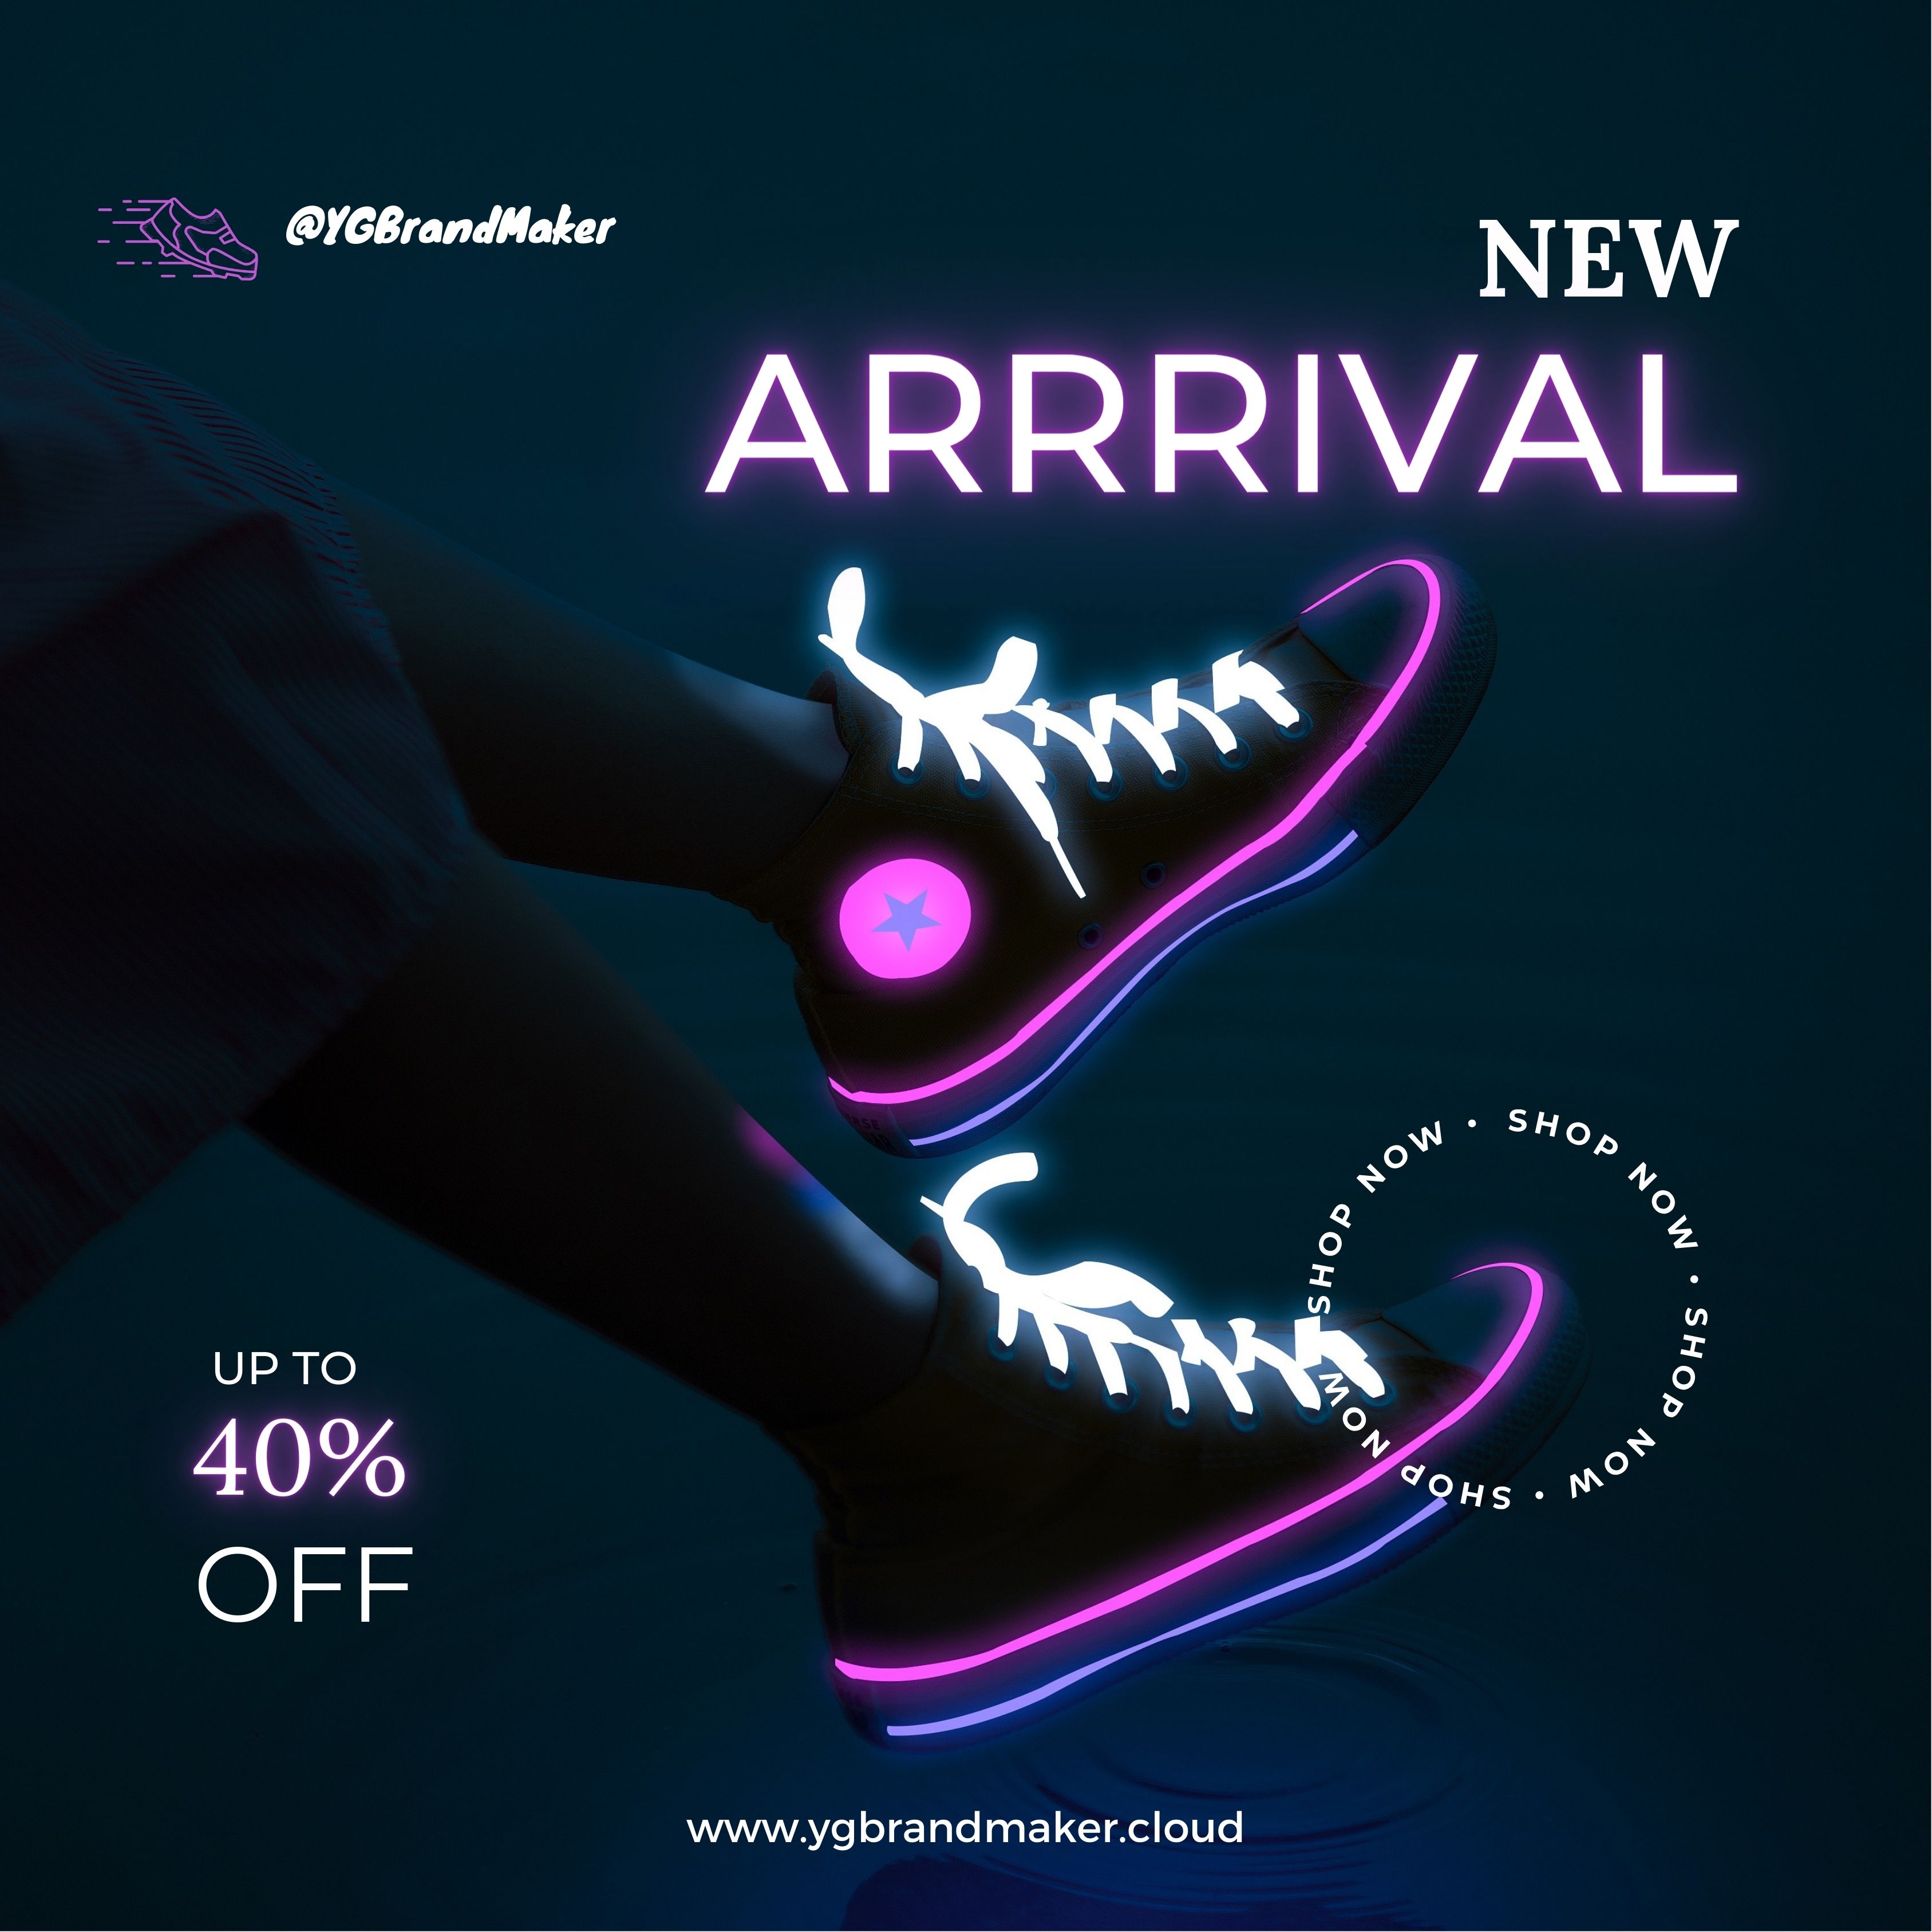 @YGBrandMaker
NEW
ARRRIVAL
SHOP NOW • SHOP NOW • SHOP NOW • SHOP NOW •
UP TO
40%
OFF
www.ygbrandmaker.cloud